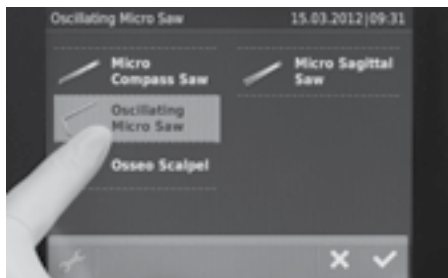 Oscillating Micro Saw 15.03.2012|09:31
Micro
Compass Saw
Micro Sagittal
Saw
Oscillating
Micro Saw
Osseo Scalpel